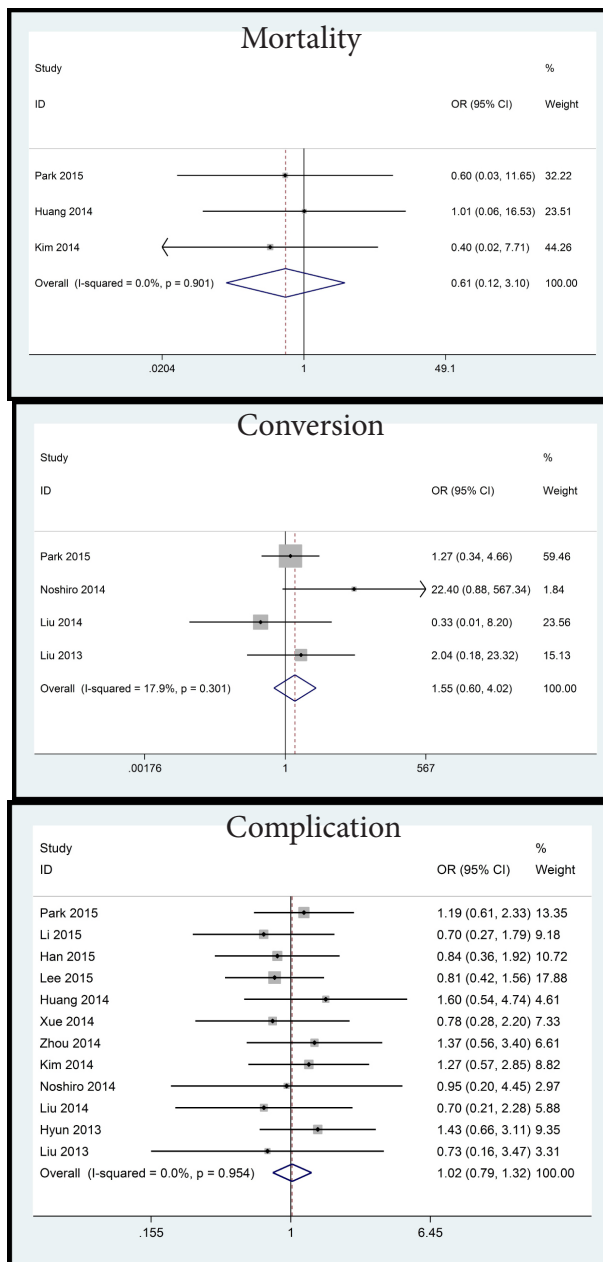 Mortality
Study %
ID OR (95% CI) Weight
Park 2015 0.60 (0.03, 11.65) 32.22
Huang 2014 1.01 (0.06, 16.53) 23.51
Kim 2014 0.40 (0.02, 7.71) 44.26
Overall (I-squared = 0.0%, p = 0.901) 0.61 (0.12, 3.10) 100.00
.0204 1 49.1
Conversion
Study %
ID OR (95% CI) Weight
Park 2015 1.27 (0.34, 4.66) 59.46
Noshiro 2014 22.40 (0.88, 567.34) 1.84
Liu 2014 0.33 (0.01, 8.20) 23.56
Liu 2013 2.04 (0.18, 23.32) 15.13
Overall (I-squared = 17.9%, p = 0.301) 1.55 (0.60, 4.02) 100.00
.00176 1 567
Complication
Study %
ID OR (95% CI) Weight
Park 2015 1.19 (0.61, 2.33) 13.35
Li 2015 0.70 (0.27, 1.79) 9.18
Han 2015 0.84 (0.36, 1.92) 10.72
Lee 2015 0.81 (0.42, 1.56) 17.88
Huang 2014 1.60 (0.54, 4.74) 4.61
Xue 2014 0.78 (0.28, 2.20) 7.33
Zhou 2014 1.37 (0.56, 3.40) 6.61
Kim 2014 1.27 (0.57, 2.85) 8.82
Noshiro 2014 0.95 (0.20, 4.45) 2.97
Liu 2014 0.70 (0.21, 2.28) 5.88
Hyun 2013 1.43 (0.66, 3.11) 9.35
Liu 2013 0.73 (0.16, 3.47) 3.31
Overall (I-squared = 0.0%, p = 0.954) 1.02 (0.79, 1.32) 100.00
.155 1 6.45